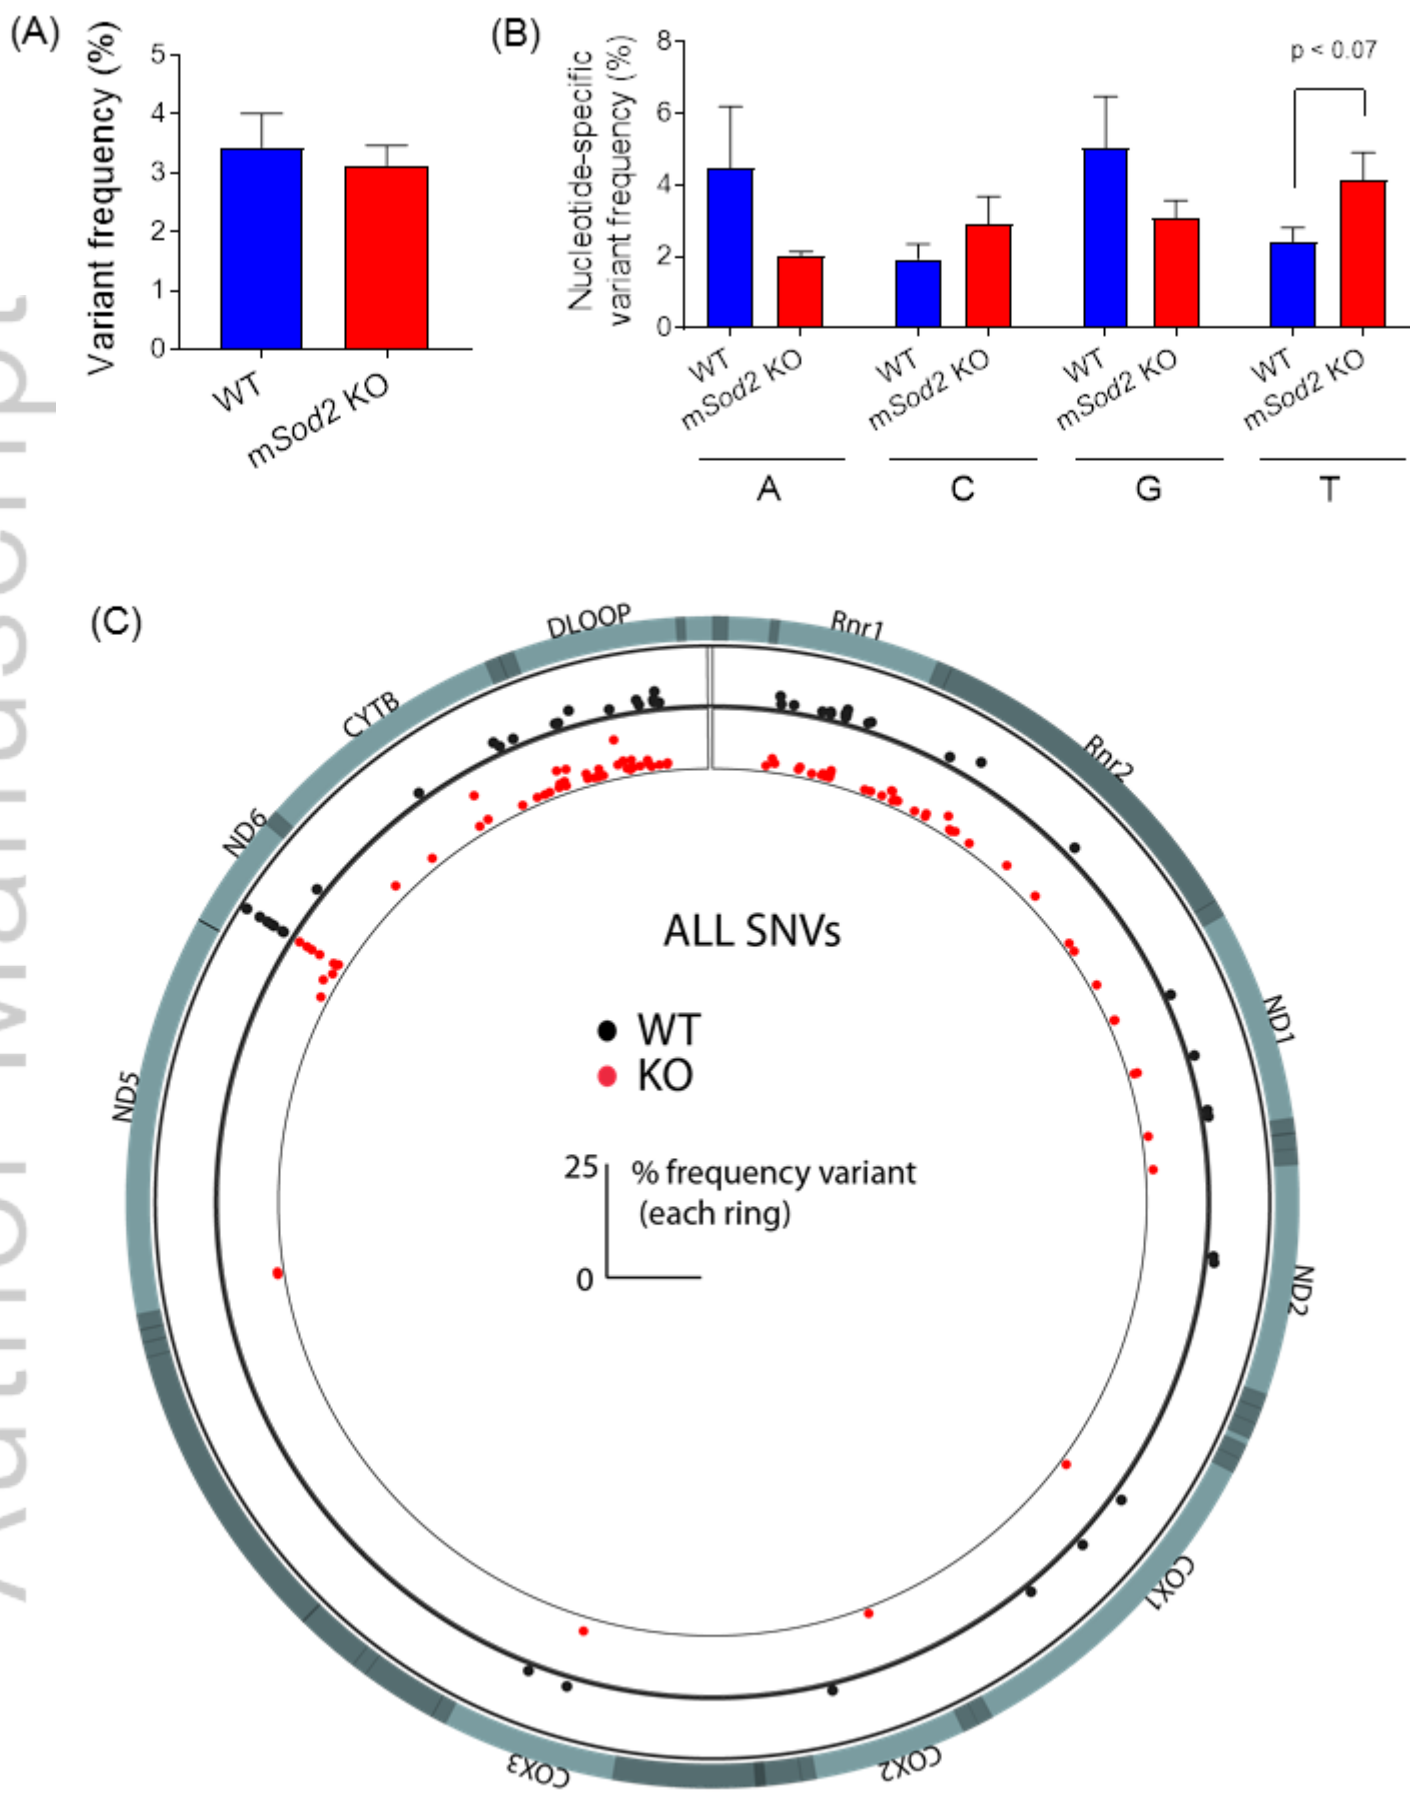 (A)
Variant frequency (%)
5
4
3
2
1
0
WT
mSod2 KO
(B)
Nucleotide-specific
variant frequency (%)
8
6
4
2
0
p < 0.07
WT
mSod2 KO
WT
mSod2 KO
WT
mSod2 KO
WT
mSod2 KO
A
C
G
T
(C)
DLOOP
Rnr1
CYTB
Rnr2
ND6
ND1
ND5
ND2
COX1
COX2
COX3
ALL SNVs
WT
KO
25
% frequency variant
(each ring)
0
Author Manuscript